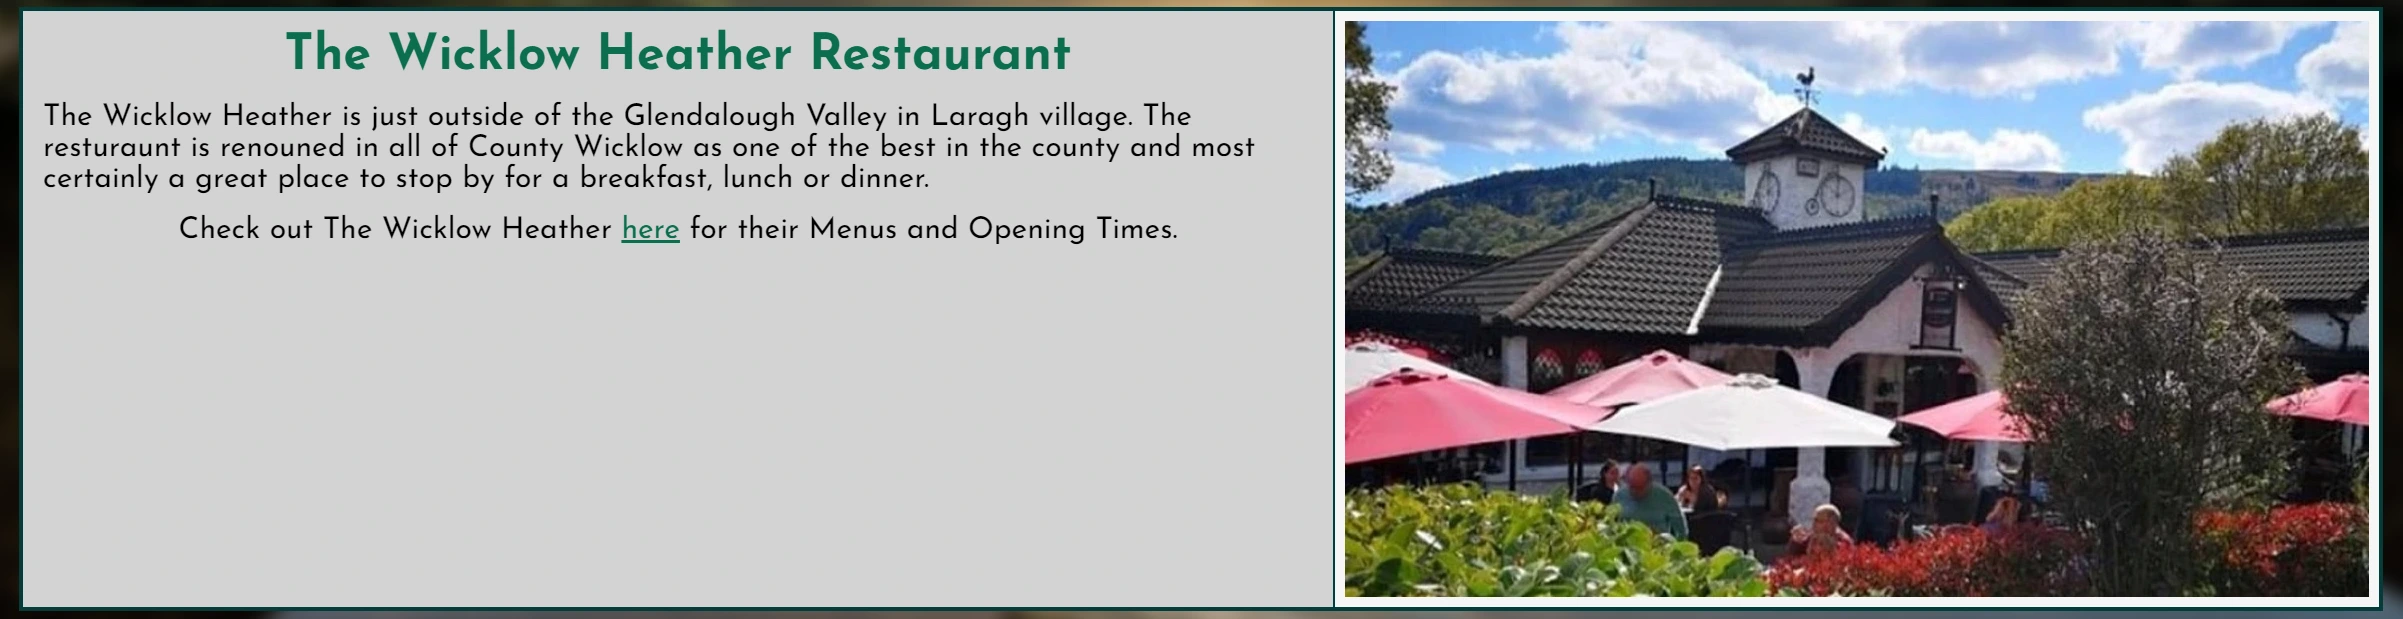 The Wicklow Heather Restaurant
The Wicklow Heather is just outside of the Glendalough Valley in Laragh village. The
resturaunt is renouned in all of County Wicklow as one of the best in the county and most
certainly a great place to stop by for a breakfast, lunch or dinner.
Check out The Wicklow Heather here for their Menus and Opening Times.